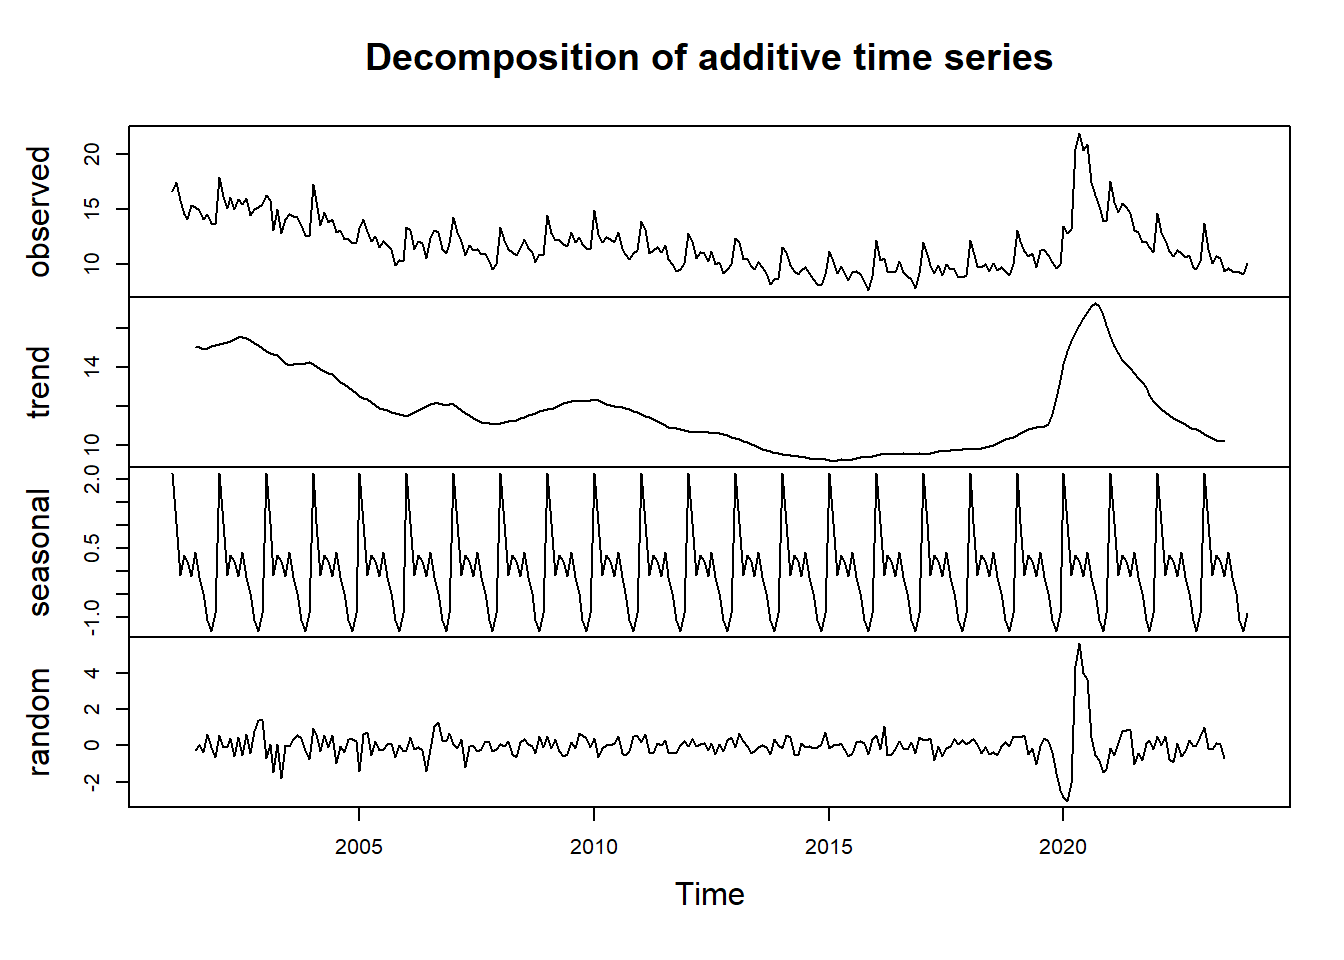 Decomposition of additive time series
observed
10 15 20
trend
10 14
seasonal
-1.0 0.5 2.0
random
-2 0 2 4
2005 2010 2015 2020
Time